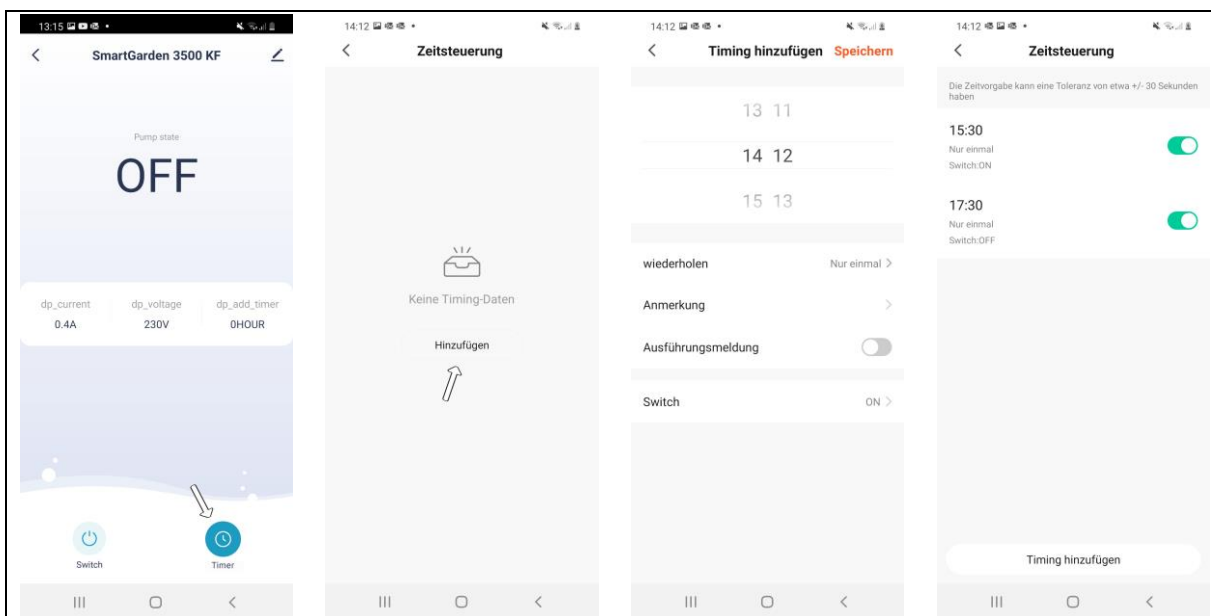 13:15
SmartGarden 3500 KF
Pump state
OFF
dp_current dp_voltage dp_add_timer
0.4A 230V 0HOUR
Switch Timer
14:12
Zeitsteuerung
Keine Timing-Daten
Hinzufügen
14:12
Timing hinzufügen Speichern
13 11
14 12
15 13
wiederholen Nur einmal
Anmerkung
Ausführungsmeldung
Switch ON
14:12
Zeitsteuerung
Die Zeitvorgabe kann eine Toleranz von etwa +/- 30 Sekunden
haben
15:30
Nur einmal
Switch:ON
17:30
Nur einmal
Switch:OFF
Timing hinzufügen